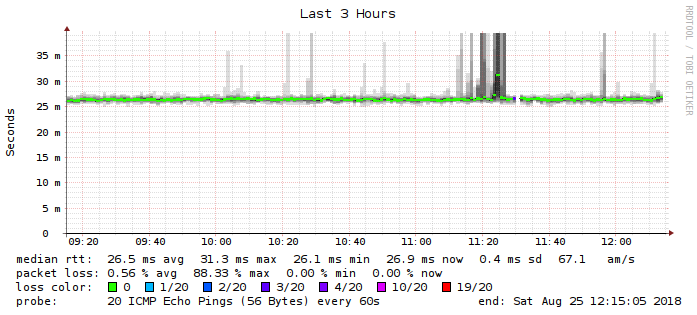 Last 3 Hours
RRDTOOL / TOBI OETIKER
Seconds
35 m
30 m
25 m
20 m
15 m
10 m
5 m
0
09:20 09:40 10:00 10:20 10:40 11:00 11:20 11:40 12:00
median rtt: 26.5 ms avg 31.3 ms max 26.1 ms min 26.9 ms now 0.4 ms sd 67.1 am/s
packet loss: 0.56 % avg 88.33 % max 0.00 % min 0.00 % now
loss color: 0 1/20 2/20 3/20 4/20 10/20 19/20
probe: 20 ICMP Echo Pings (56 Bytes) every 60s end: Sat Aug 25 12:15:05 2018